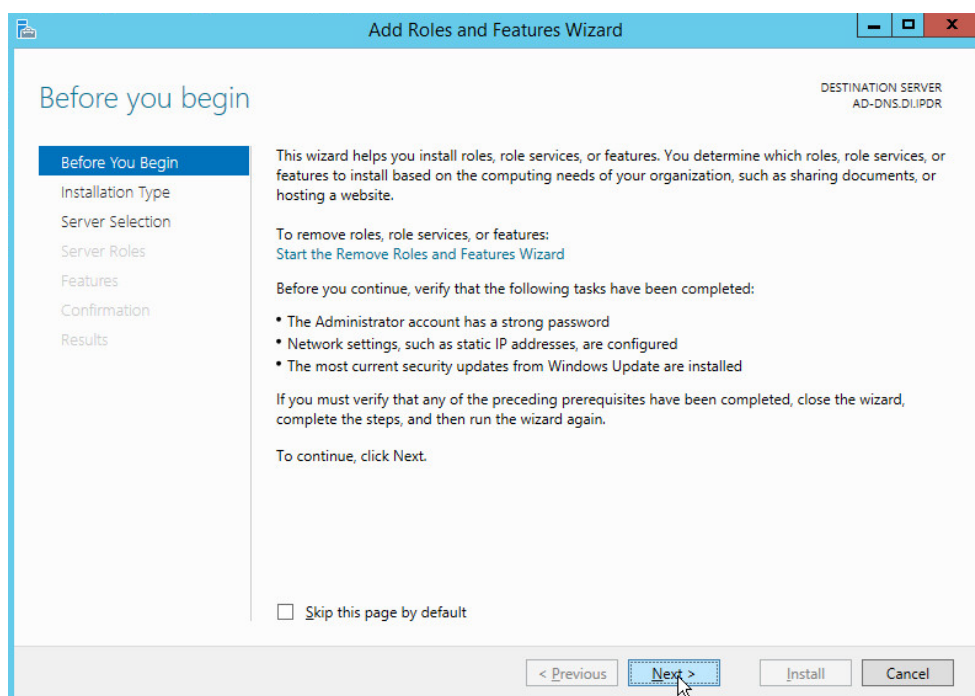 Add Roles and Features Wizard
Before you begin
DESTINATION SERVER
AD-DNS.DI.IPDR
Before You Begin
Installation Type
Server Selection
Server Roles
Features
Confirmation
Results
This wizard helps you install roles, role services, or features. You determine which roles, role services, or
features to install based on the computing needs of your organization, such as sharing documents, or
hosting a website.
To remove roles, role services, or features:
Start the Remove Roles and Features Wizard
Before you continue, verify that the following tasks have been completed:
• The Administrator account has a strong password
• Network settings, such as static IP addresses, are configured
• The most current security updates from Windows Update are installed
If you must verify that any of the preceding prerequisites have been completed, close the wizard,
complete the steps, and then run the wizard again.
To continue, click Next.
Skip this page by default
< Previous
Next >
Install
Cancel